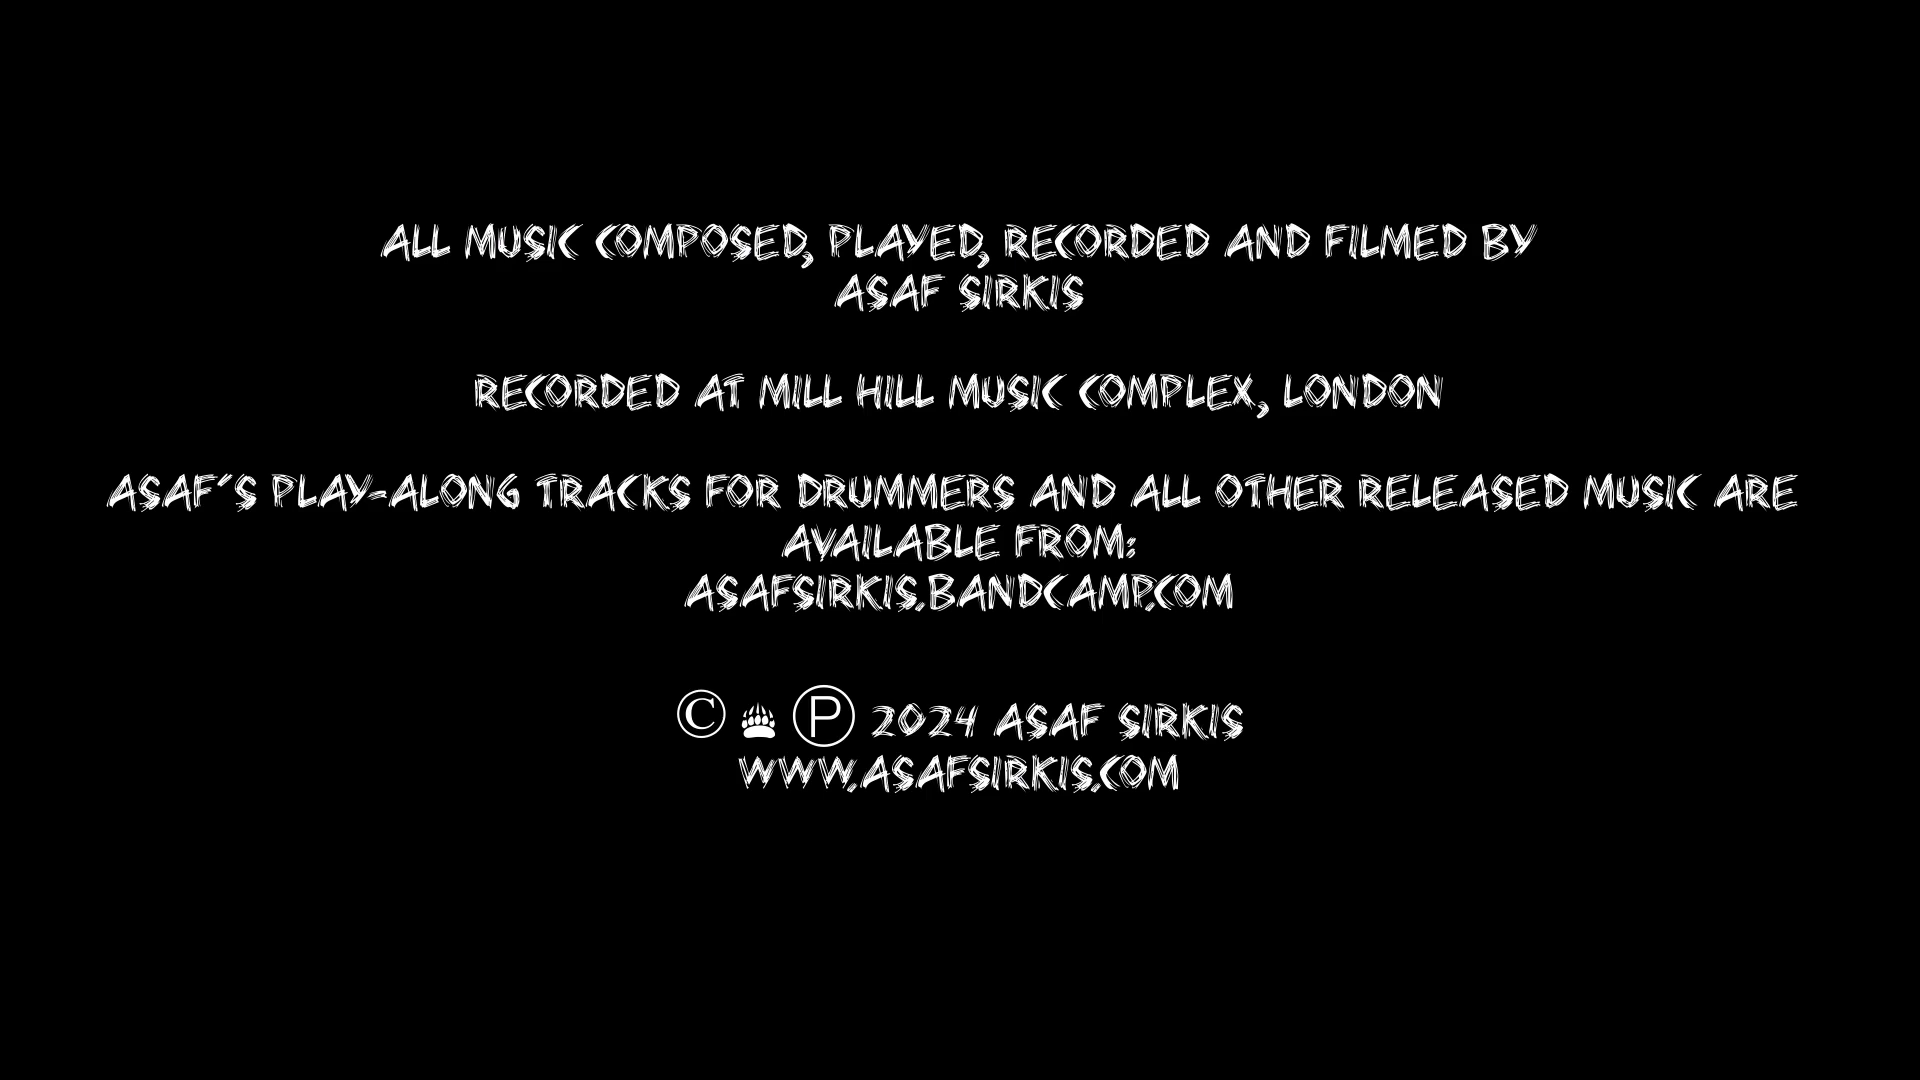 ALL MUSIC COMPOSED, PLAYED, RECORDED AND FILMED BY
ASAF SIRKIS
RECORDED AT MILL HILL MUSIC COMPLEX, LONDON
ASAF'S PLAY-ALONG TRACKS FOR DRUMMERS AND ALL OTHER RELEASED MUSIC ARE
AVAILABLE FROM:
ASAFSIRKIS.BANDCAMP.COM
© ℗ 2024 ASAF SIRKIS
WWW.ASAFSIRKIS.COM